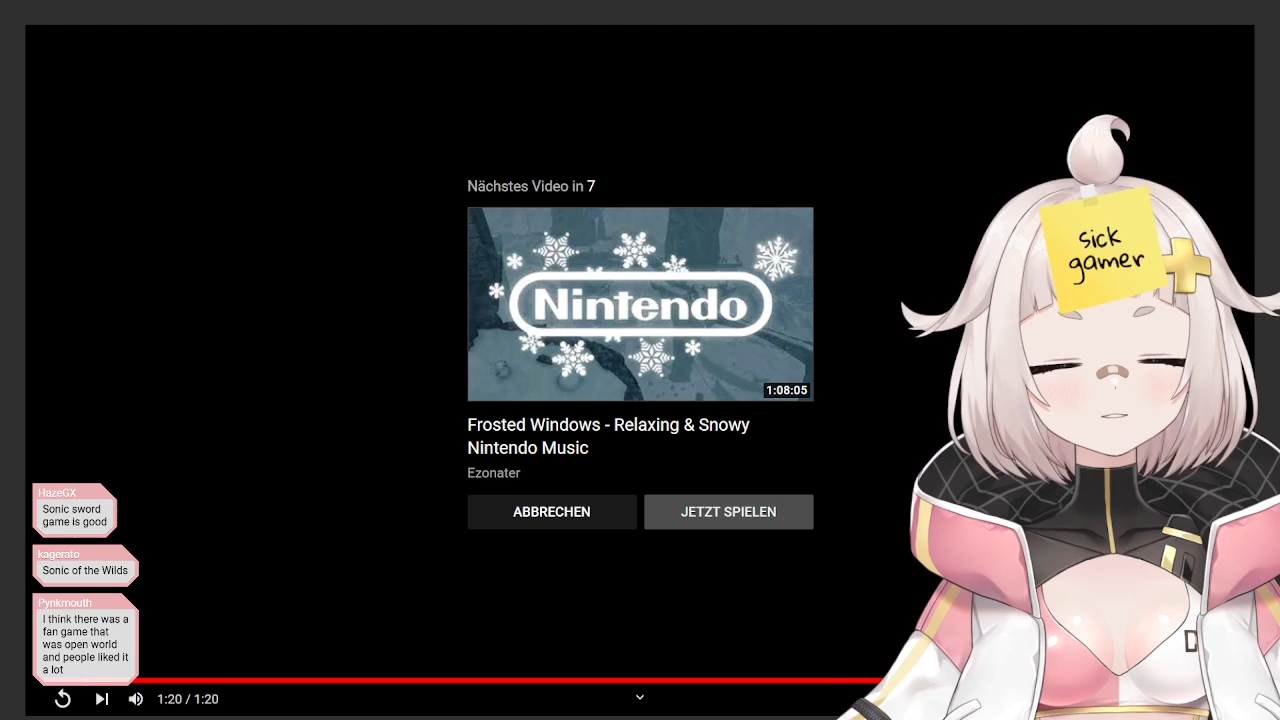 Nächstes Video in 7
Nintendo
1:08:05
Frosted Windows - Relaxing & Snowy
Nintendo Music
Ezonater
ABBRECHEN
JETZT SPIELEN
sick
gamer
HazeGX
Sonic sword
game is good
kagerato
Sonic of the Wilds
Pynkmouth
I think there was a
fan game that
was open world
and people liked it
a lot
1:20 / 1:20
D